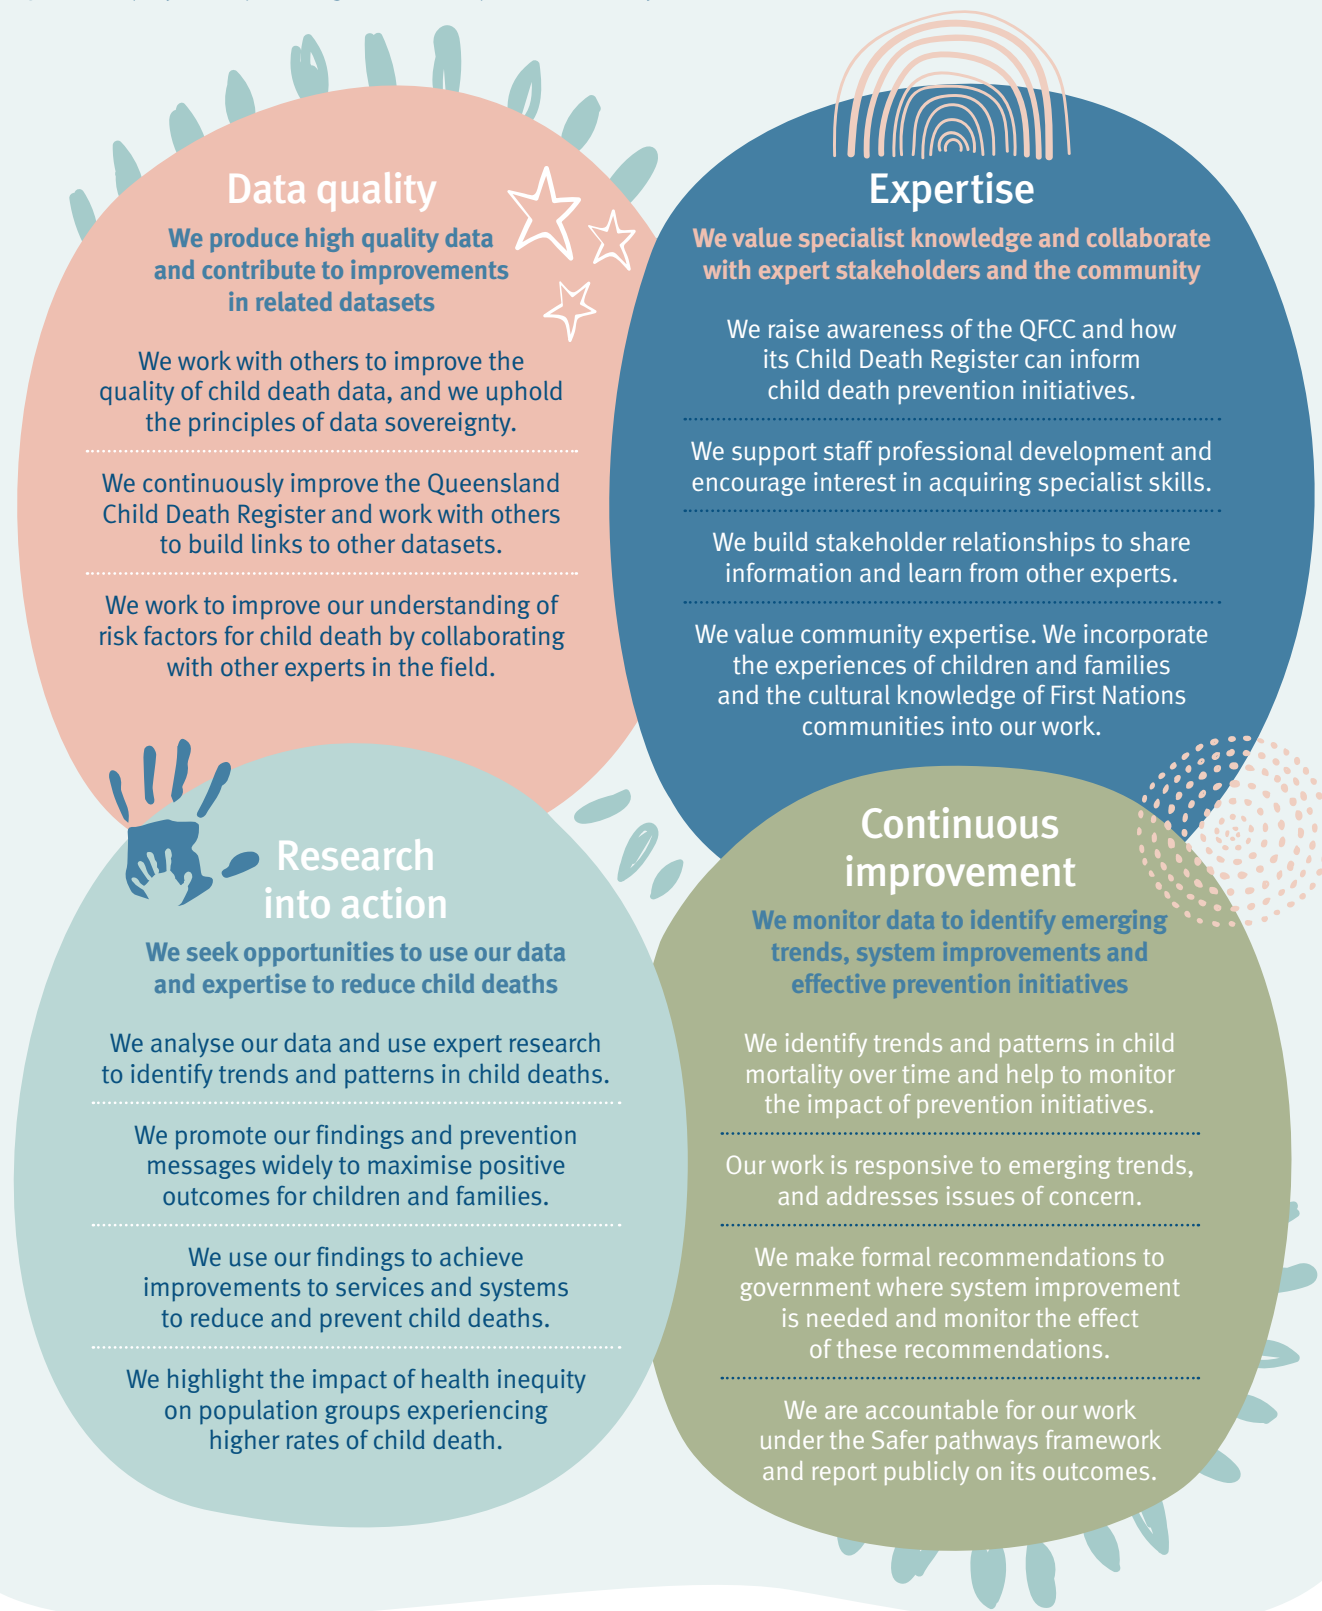 Data quality
We produce high quality data
and contribute to improvements
in related datasets
We work with others to improve the
quality of child death data, and we uphold
the principles of data sovereignty.
We continuously improve the Queensland
Child Death Register and work with others
to build links to other datasets.
We work to improve our understanding of
risk factors for child death by collaborating
with other experts in the field.
Expertise
We value specialist knowledge and collaborate
with expert stakeholders and the community
We raise awareness of the QFCC and how
its Child Death Register can inform
child death prevention initiatives.
We support staff professional development and
encourage interest in acquiring specialist skills.
We build stakeholder relationships to share
information and learn from other experts.
We value community expertise. We incorporate
the experiences of children and families
and the cultural knowledge of First Nations
communities into our work.
Research
into action
We seek opportunities to use our data
and expertise to reduce child deaths
We analyse our data and use expert research
to identify trends and patterns in child deaths.
We promote our findings and prevention
messages widely to maximise positive
outcomes for children and families.
We use our findings to achieve
improvements to services and systems
to reduce and prevent child deaths.
We highlight the impact of health inequity
on population groups experiencing
higher rates of child death.
Continuous
improvement
We monitor data to identify emerging
trends, system improvements and
effective prevention initiatives
We identify trends and patterns in child
mortality over time and help to monitor
the impact of prevention initiatives.
Our work is responsive to emerging trends,
and addresses issues of concern.
We make formal recommendations to
government where system improvement
is needed and monitor the effect
of these recommendations.
We are accountable for our work
under the Safer pathways framework
and report publicly on its outcomes.